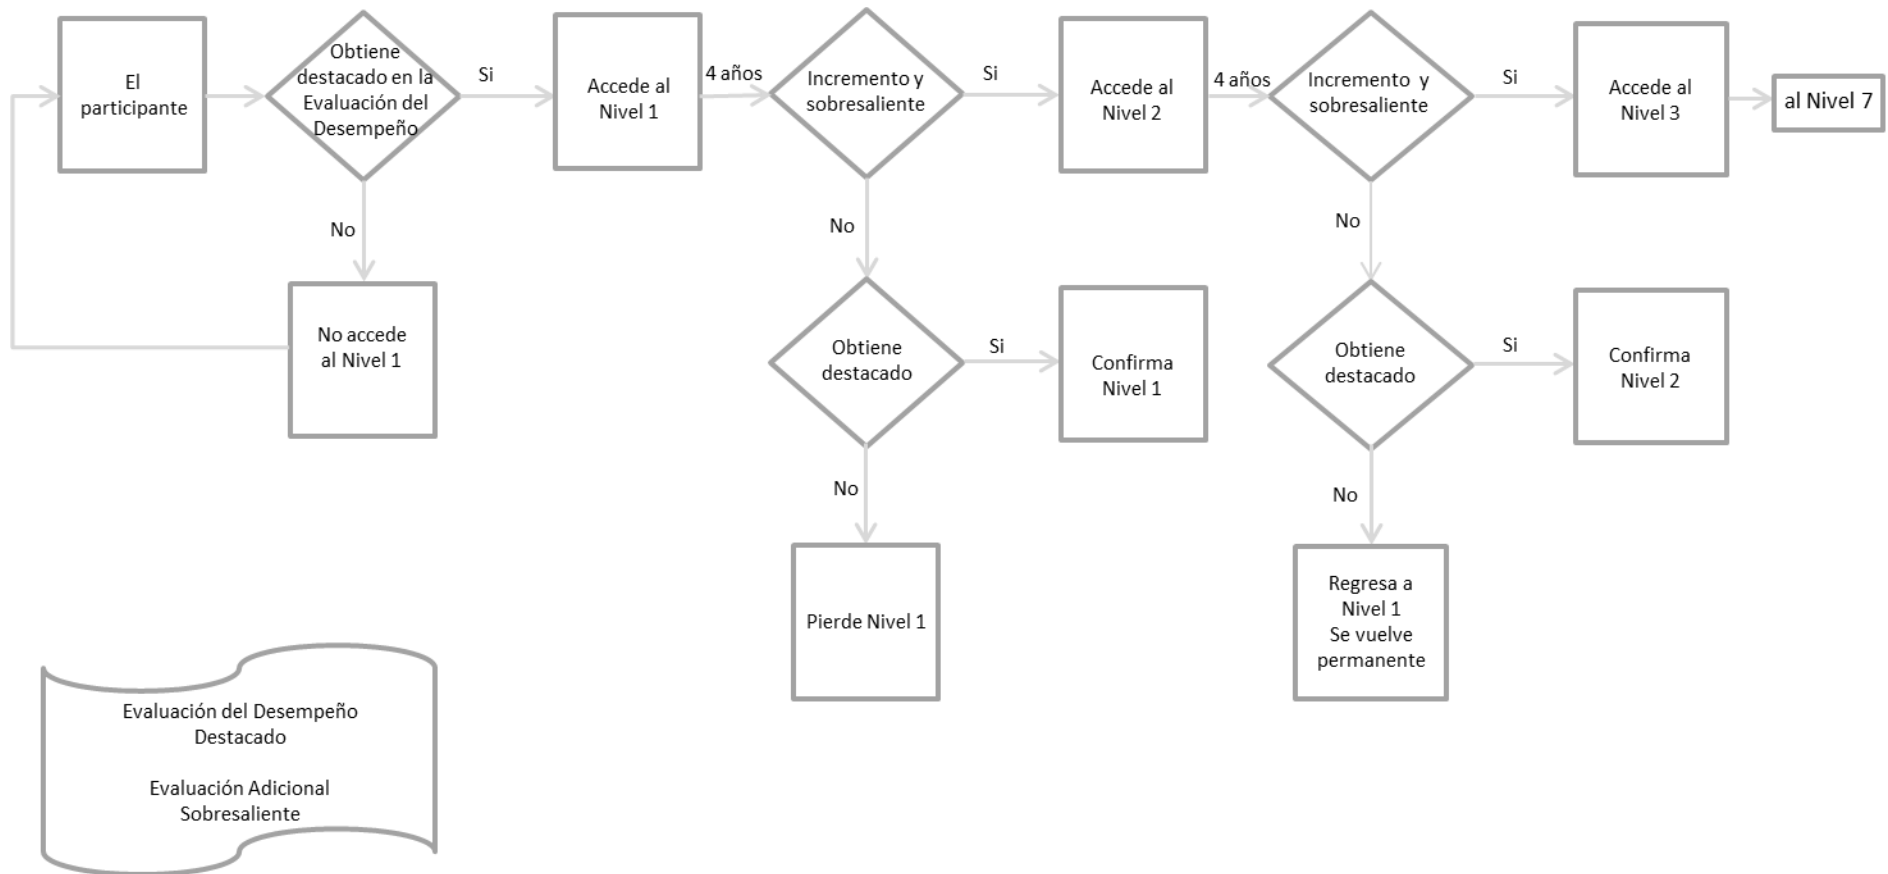 El
participante
Obtiene
destacado en la
Evaluación del
Desempeño
Si
Accede al
Nivel 1
4 años
Incremento y
sobresaliente
Si
Accede al
Nivel 2
4 años
Incremento y
sobresaliente
Si
Accede al
Nivel 3
al Nivel 7
No
No
No
No accede
al Nivel 1
Obtiene
destacado
Si
Confirma
Nivel 1
Obtiene
destacado
Si
Confirma
Nivel 2
No
No
Pierde Nivel 1
Regresa a
Nivel 1
Se vuelve
permanente
Evaluación del Desempeño
Destacado
Evaluación Adicional
Sobresaliente